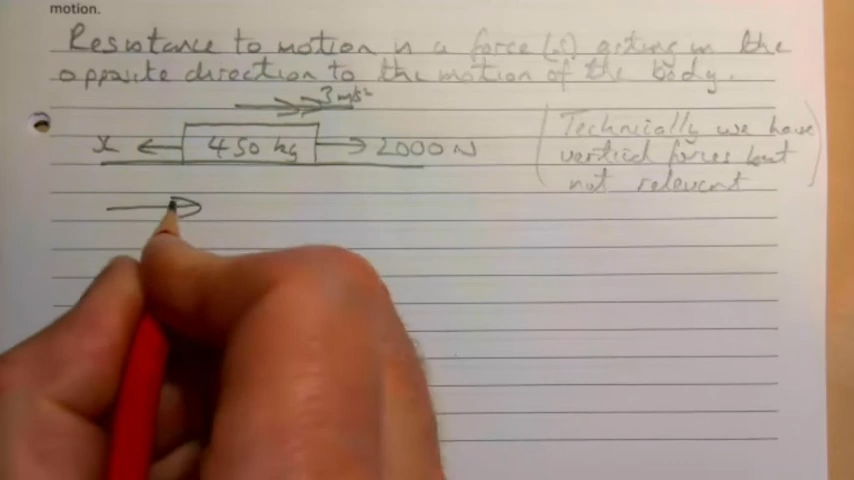 motion.
Resistance to motion is a force (s) acting in the
opposite direction to the motion of the body.
3 m/s²
x 450 kg 2000 N
(Technically we have
vertical forces but
not relevant)